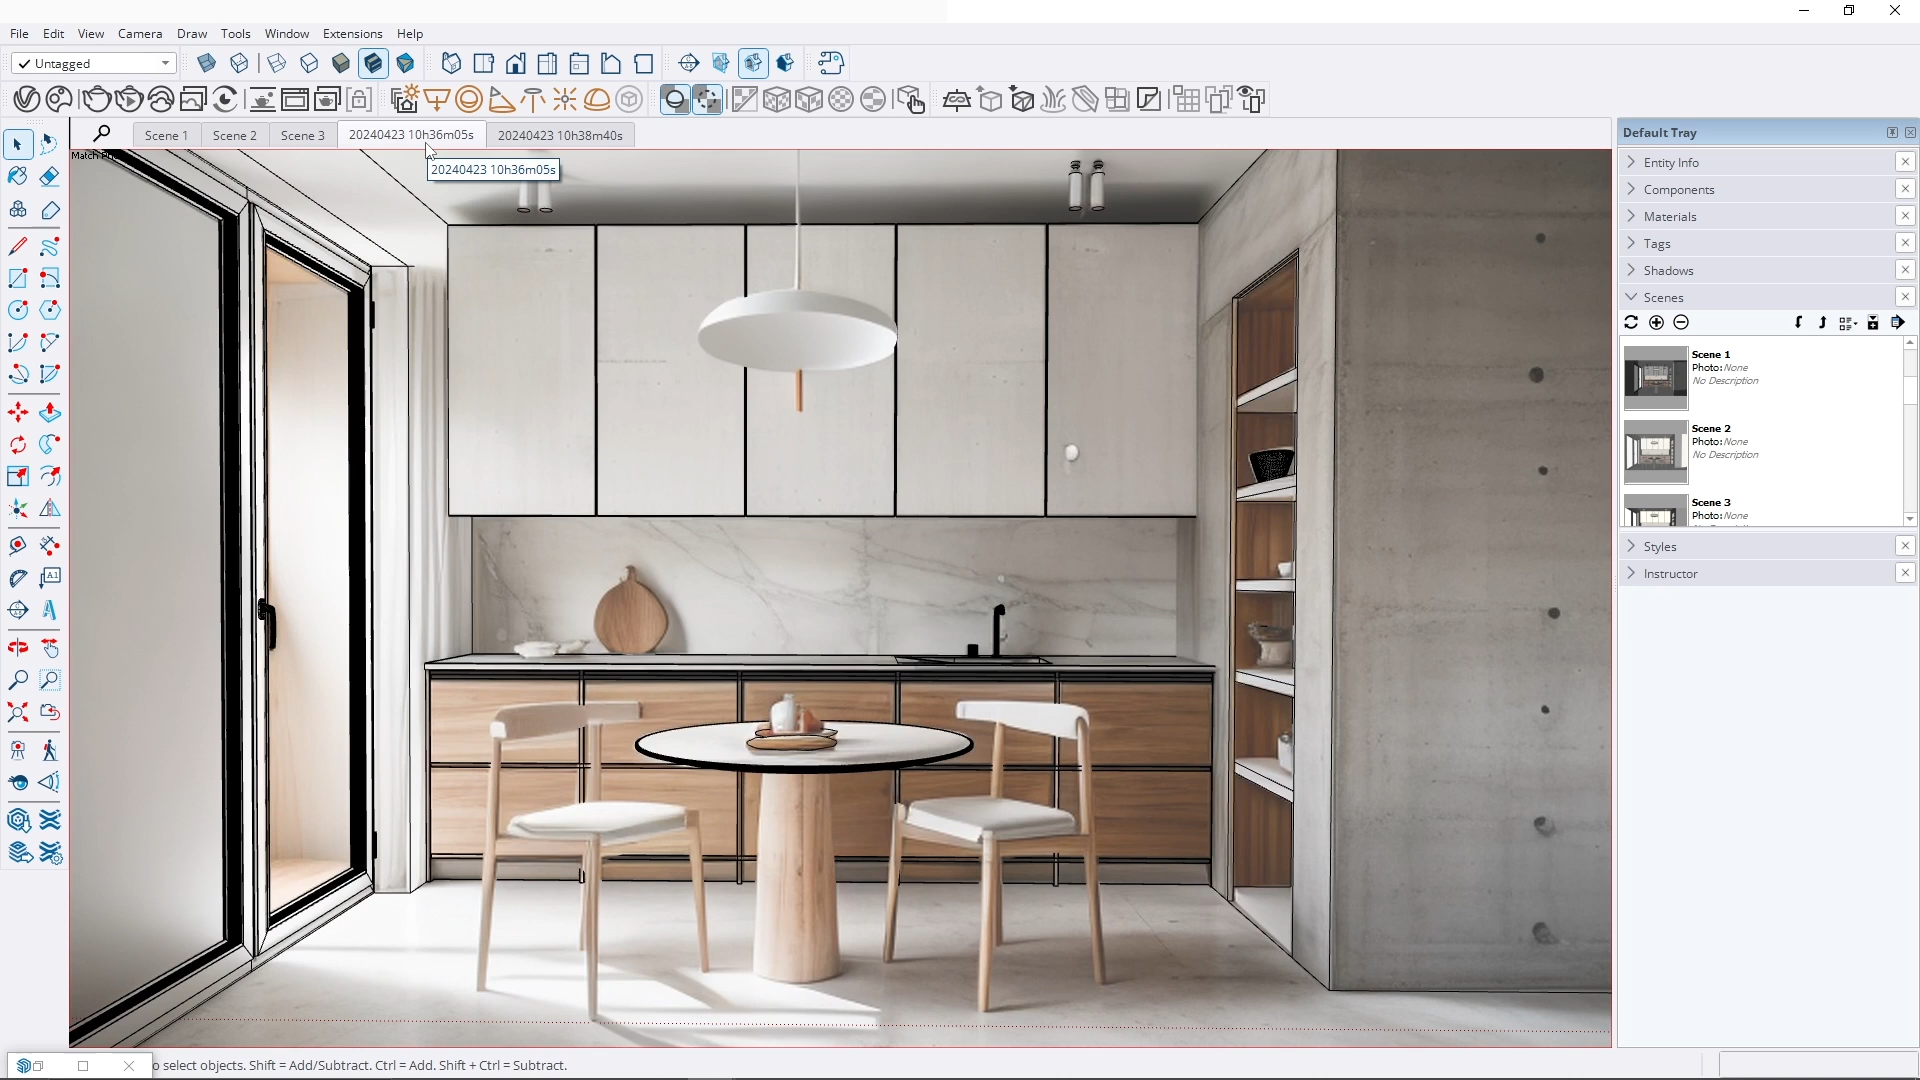 File Edit View Camera Draw Tools Window Extensions Help
Untagged
Scene 1 Scene 2 Scene 3 20240423 10h36m05s 20240423 10h38m40s
20240423 10h36m05s
Default Tray
Entity Info
Components
Materials
Tags
Shadows
Scenes
Scene 1
Photo: None
No Description
Scene 2
Photo: None
No Description
Scene 3
Photo: None
Styles
Instructor
A1
o select objects. Shift = Add/Subtract. Ctrl = Add. Shift + Ctrl = Subtract.